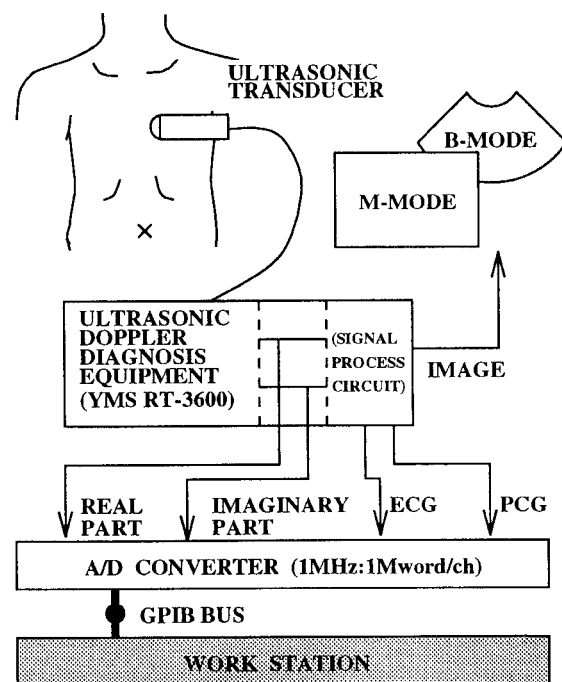 ULTRASONIC
TRANSDUCER
B-MODE
M-MODE
ULTRASONIC
DOPPLER
DIAGNOSIS
EQUIPMENT
(YMS RT-3600)
(SIGNAL
PROCESS
CIRCUIT)
IMAGE
REAL
PART
IMAGINARY
PART
ECG
PCG
A/D CONVERTER (1MHz:1Mword/ch)
GPIB BUS
WORK STATION